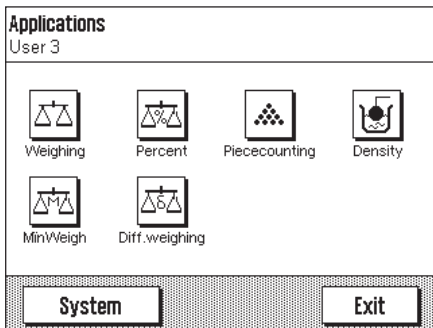 Applications
User 3
Weighing Percent Piececounting Density
MinWeigh Diff.weighing
System Exit